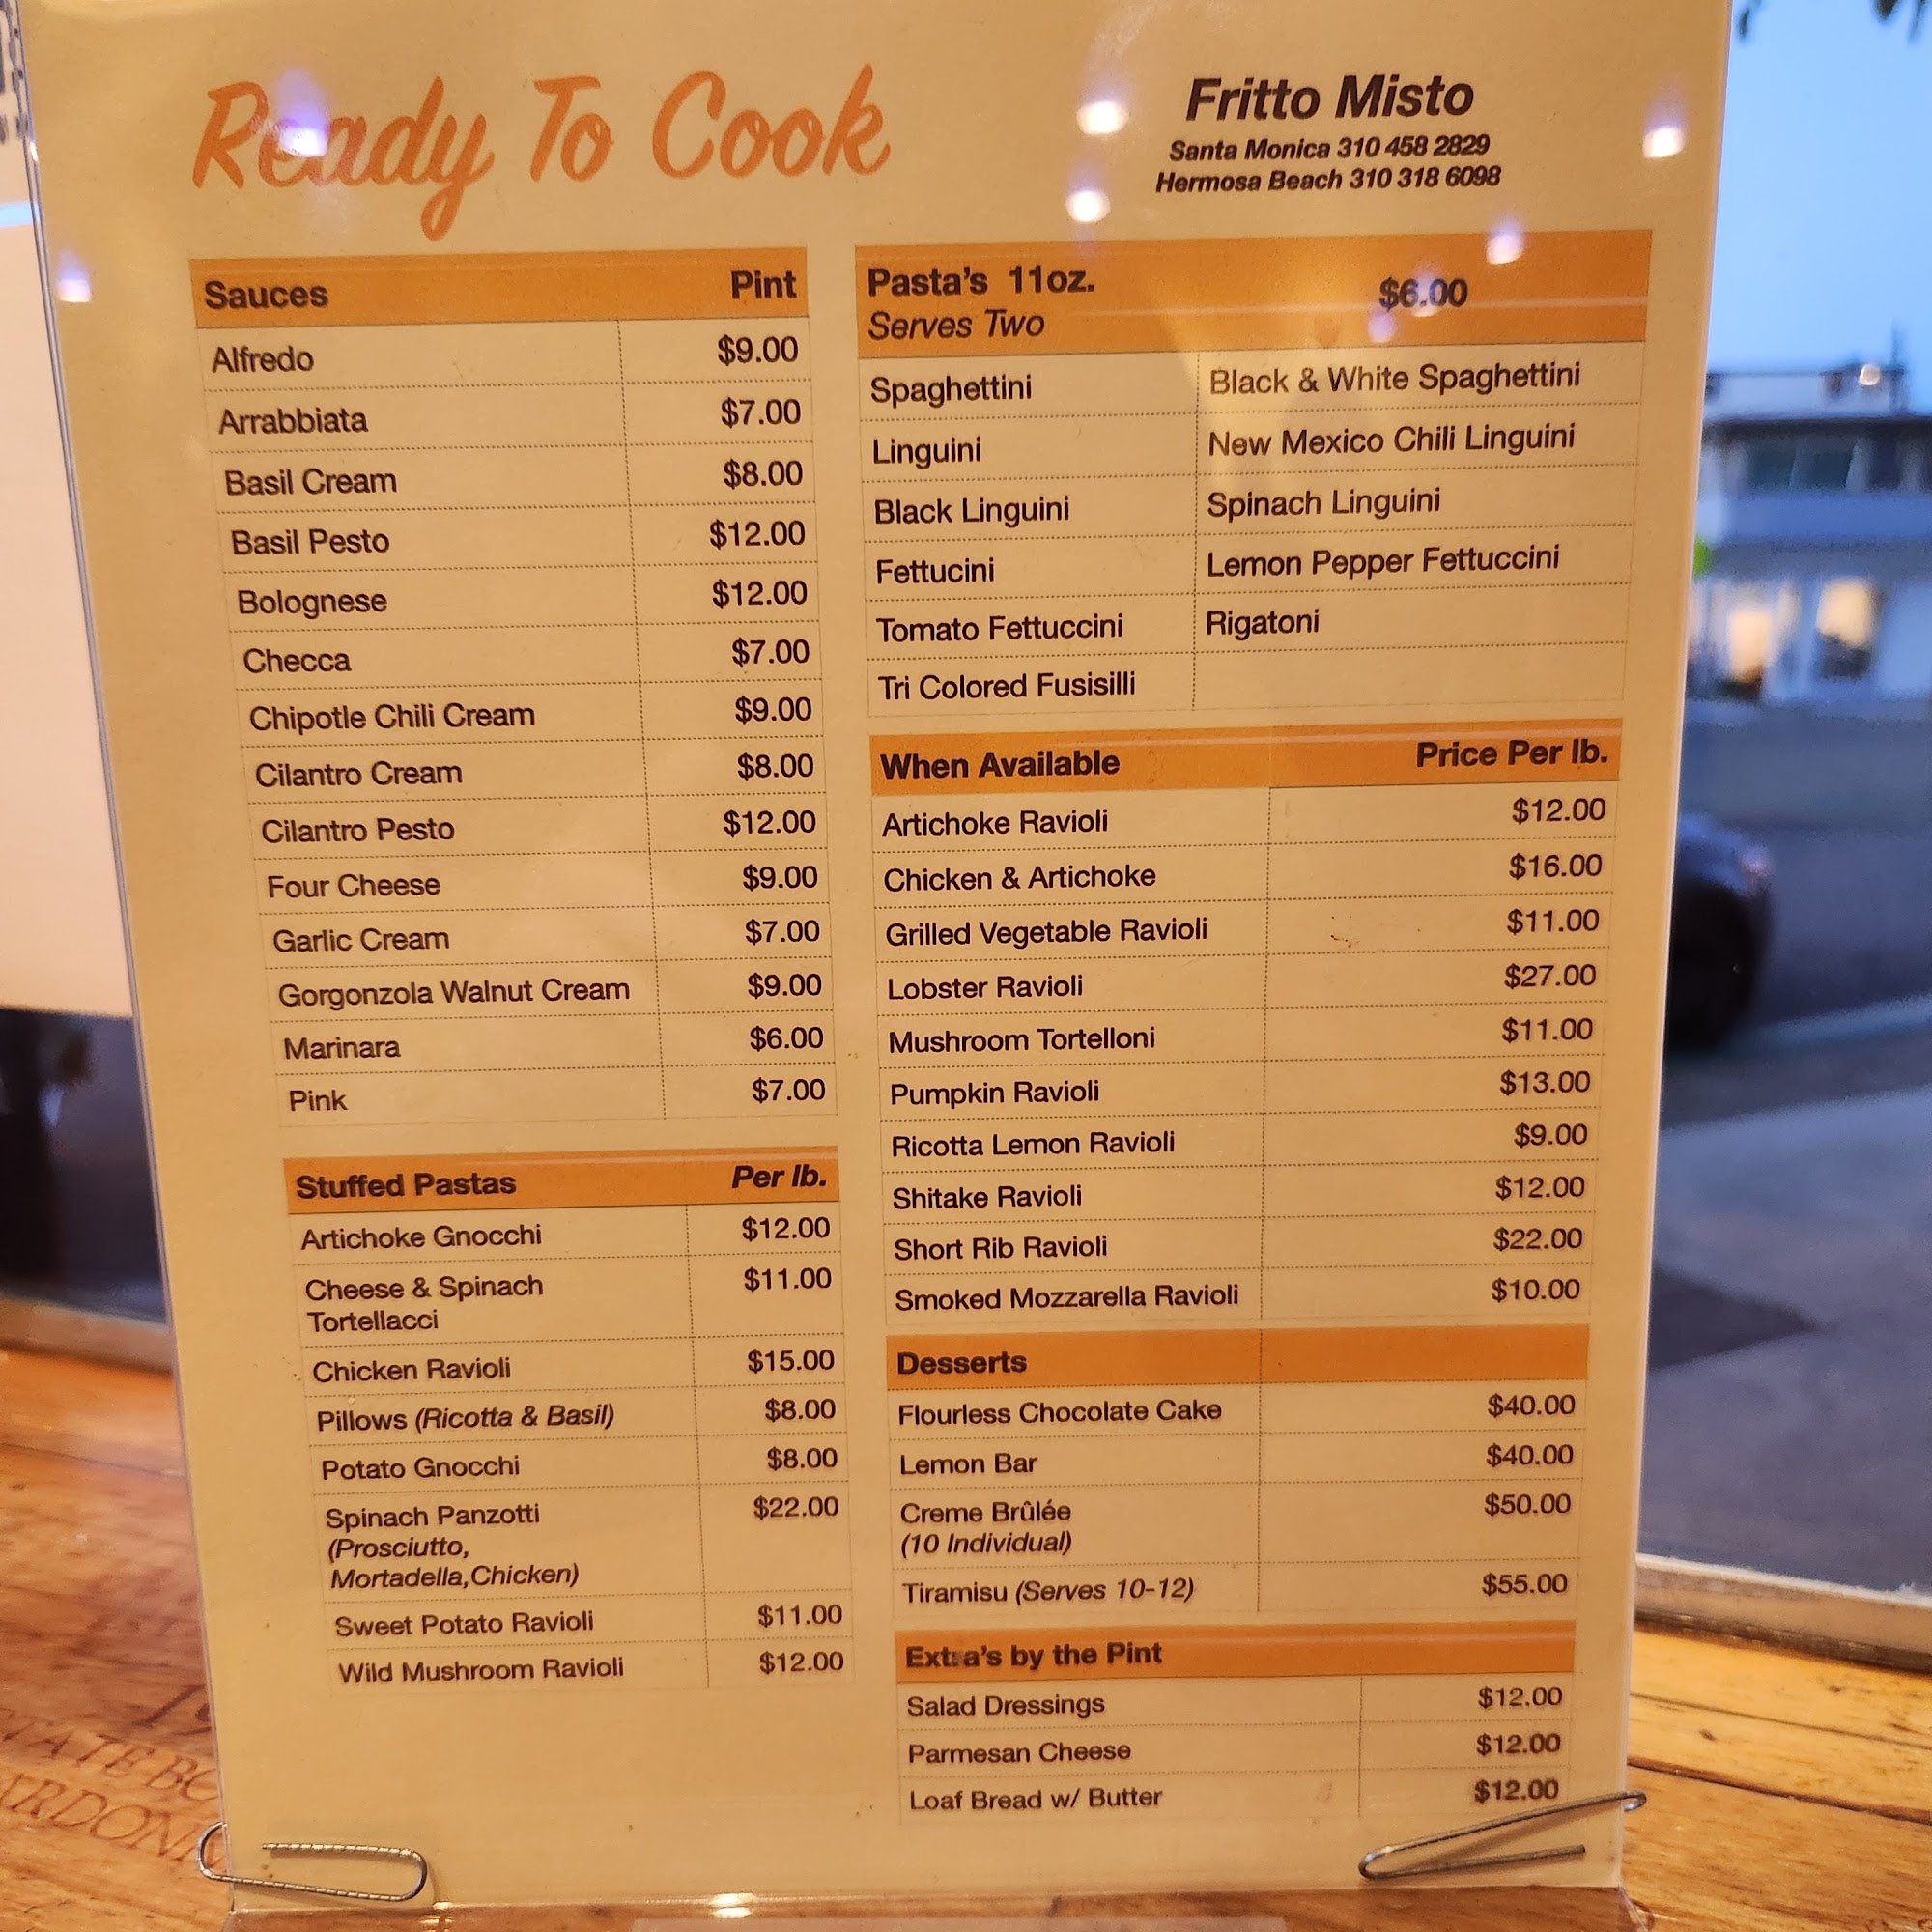 Ready To Cook
Fritto Misto
Santa Monica 310 458 2829
Hermosa Beach 310 318 6098
Sauces Pint
Alfredo $9.00
Arrabbiata $7.00
Basil Cream $8.00
Basil Pesto $12.00
Bolognese $12.00
Checca $7.00
Chipotle Chili Cream $9.00
Cilantro Cream $8.00
Cilantro Pesto $12.00
Four Cheese $9.00
Garlic Cream $7.00
Gorgonzola Walnut Cream $9.00
Marinara $6.00
Pink $7.00
Stuffed Pastas Per lb.
Artichoke Gnocchi $12.00
Cheese & Spinach $11.00
Tortellacci
Chicken Ravioli $15.00
Pillows (Ricotta & Basil) $8.00
Potato Gnocchi $8.00
Spinach Panzotti $22.00
(Prosciutto,
Mortadella,Chicken)
Sweet Potato Ravioli $11.00
Wild Mushroom Ravioli $12.00
Pasta's 11oz. $6.00
Serves Two
Spaghettini Black & White Spaghettini
Linguini New Mexico Chili Linguini
Black Linguini Spinach Linguini
Fettucini Lemon Pepper Fettuccini
Tomato Fettuccini Rigatoni
Tri Colored Fusisilli
When Available Price Per lb.
Artichoke Ravioli $12.00
Chicken & Artichoke $16.00
Grilled Vegetable Ravioli $11.00
Lobster Ravioli $27.00
Mushroom Tortelloni $11.00
Pumpkin Ravioli $13.00
Ricotta Lemon Ravioli $9.00
Shitake Ravioli $12.00
Short Rib Ravioli $22.00
Smoked Mozzarella Ravioli $10.00
Desserts
Flourless Chocolate Cake $40.00
Lemon Bar $40.00
Creme Brûlée $50.00
(10 Individual)
Tiramisu (Serves 10-12) $55.00
Extra's by the Pint
Salad Dressings $12.00
Parmesan Cheese $12.00
Loaf Bread w/ Butter $12.00